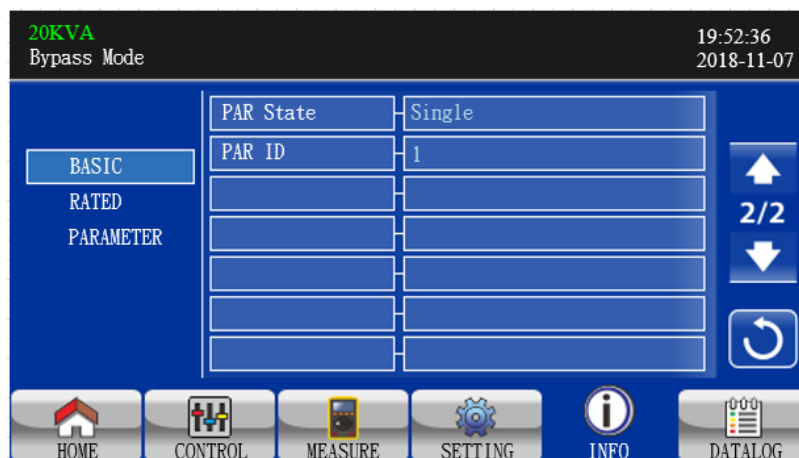 20KVA
Bypass Mode
19:52:36
2018-11-07
BASIC
RATED
PARAMETER
PAR State Single
PAR ID 1
2/2
HOME CONTROL MEASURE SETTING INFO DATALOG